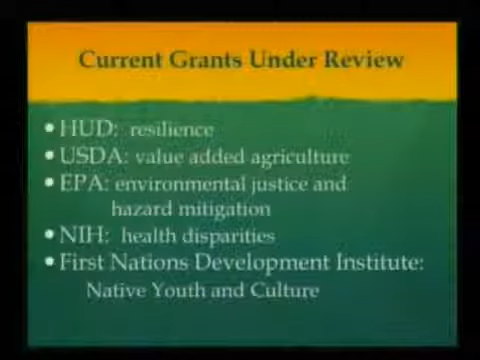 Current Grants Under Review
• HUD: resilience
• USDA: value added agriculture
• EPA: environmental justice and
hazard mitigation
• NIH: health disparities
• First Nations Development Institute:
Native Youth and Culture